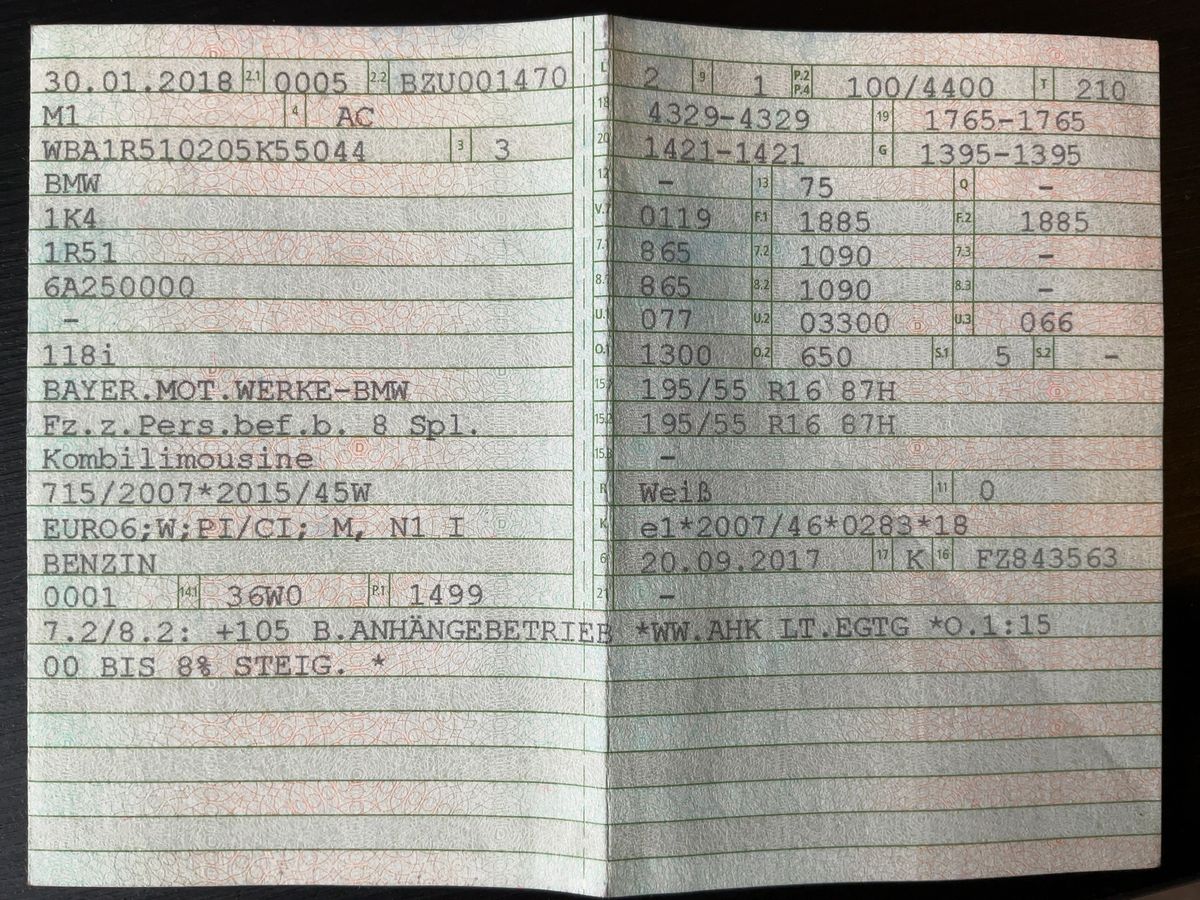 30.01.2018 2.1 0005 2.2 BZU001470
M1 4 AC
WBA1R510205K55044 3 3
BMW
1K4
1R51
6A250000
-
118i
BAYER.MOT.WERKE-BMW
Fz.z.Pers.bef.b. 8 Spl.
Kombilimousine
715/2007*2015/45W
EURO6;W;PI/CI; M, N1 I
BENZIN
0001 14.1 36W0 P.1 1499
L 2 9 1 P.2 P.4 100/4400 T 210
18 4329-4329 19 1765-1765
20 1421-1421 G 1395-1395
12 - 13 75 Q -
V.7 0119 F.1 1885 F.2 1885
7.1 865 7.2 1090 7.3 -
8.1 865 8.2 1090 8.3 -
U.1 077 U.2 03300 U.3 066
O.1 1300 O.2 650 S.1 5 S.2 -
15.1 195/55 R16 87H
15.2 195/55 R16 87H
15.3 -
R Weiß 11 0
K e1*2007/46*0283*18
6 20.09.2017 17 K 16 FZ843563
21 -
7.2/8.2: +105 B.ANHÄNGEBETRIEB *WW.AHK LT.EGTG *O.1:15
00 BIS 8% STEIG. *